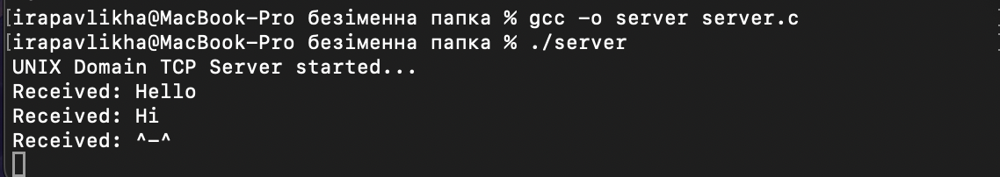 [irapavlikha@MacBook-Pro безіменна папка % gcc -o server server.c
[irapavlikha@MacBook-Pro безіменна папка % ./server
UNIX Domain TCP Server started...
Received: Hello
Received: Hi
Received: ^-^